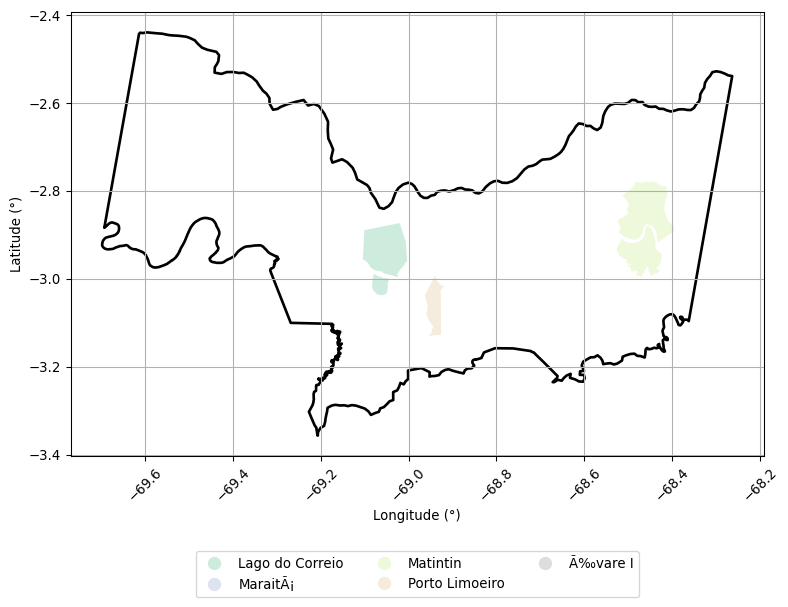 −2.4
−2.6
−2.8
−3.0
−3.2
−3.4
Latitude (°)
−69.6
−69.4
−69.2
−69.0
−68.8
−68.6
−68.4
−68.2
Longitude (°)
Lago do Correio
MaraitÃ¡
Matintin
Porto Limoeiro
Ã‰vare I